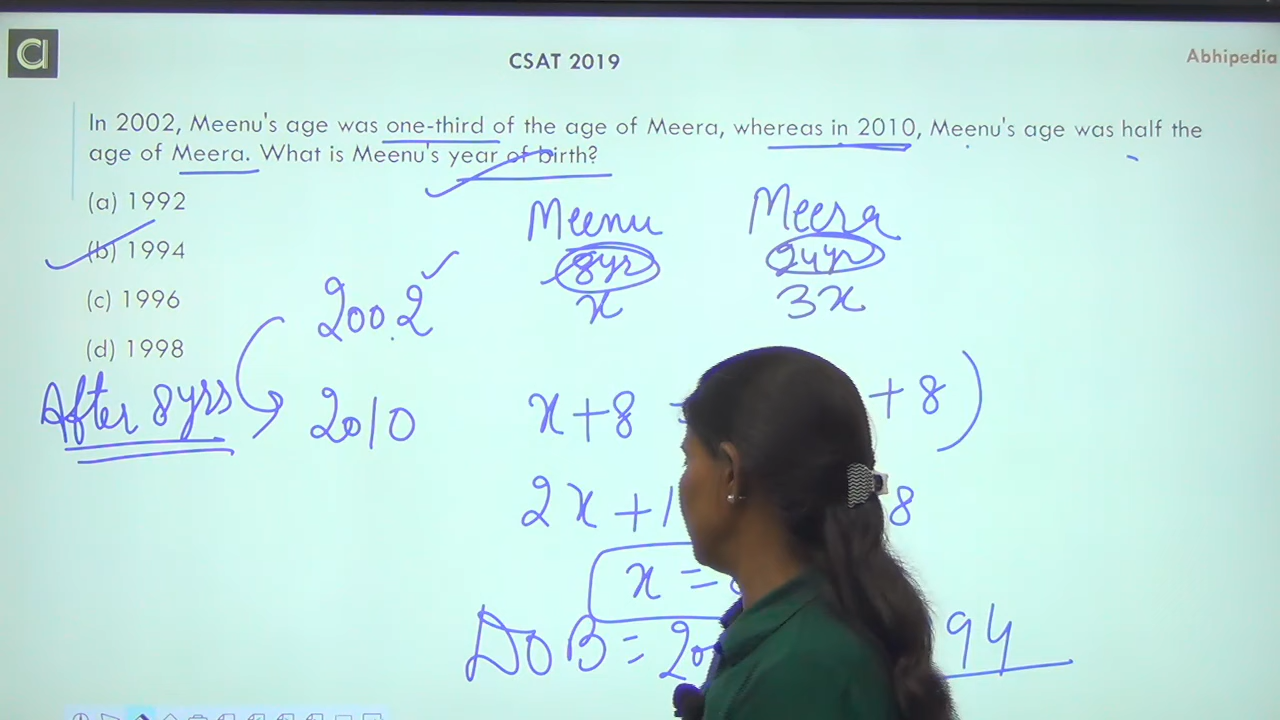 CSAT 2019
Abhipedia
In 2002, Meenu's age was one-third of the age of Meera, whereas in 2010, Meenu's age was half the
age of Meera. What is Meenu's year of birth?
(a) 1992
(b) 1994
(c) 1996
(d) 1998
Meenu Meera
8yr 24yr
2002 x 3x
After 8yrs 2010 x+8 +8)
2x+1 8
x =
DOB = 20 94